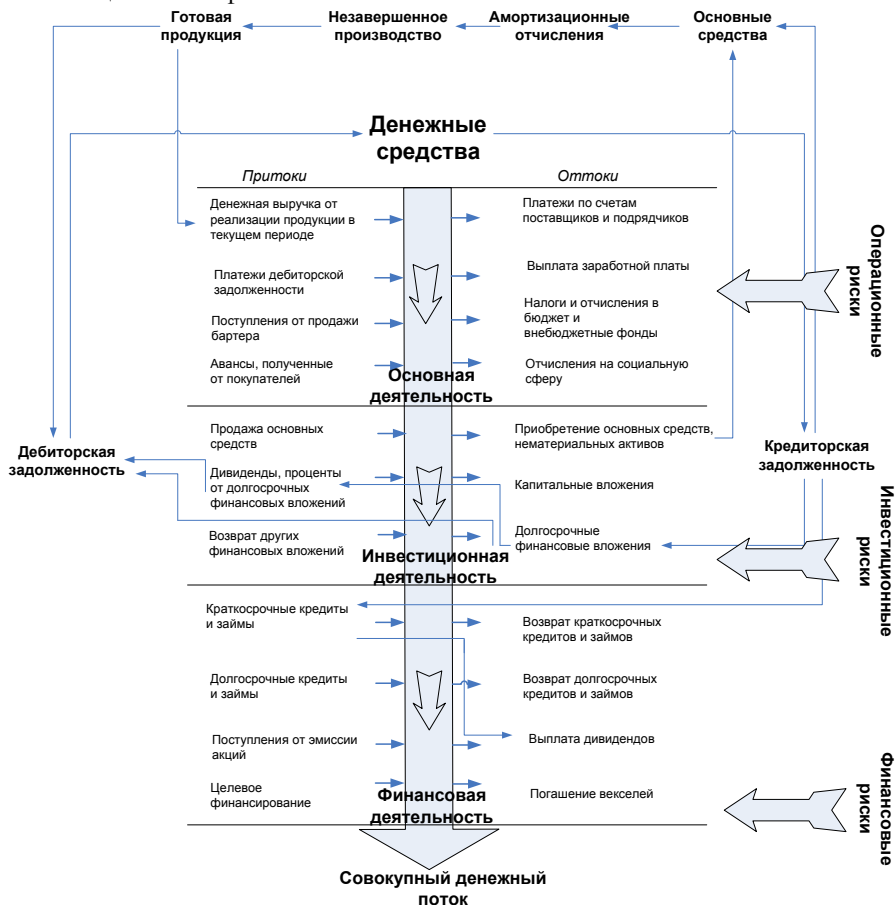 Готовая
продукция
Незавершенное
производство
Амортизационные
отчисления
Основные
средства
Денежные
средства
Притоки
Оттоки
Денежная выручка от
реализации продукции в
текущем периоде
Платежи по счетам
поставщиков и подрядчиков
Платежи дебиторской
задолженности
Выплата заработной платы
Поступления от продажи
бартера
Налоги и отчисления в
бюджет и
внебюджетные фонды
Авансы, полученные
от покупателей
Отчисления на социальную
сферу
Основная
деятельность
Операционные
риски
Продажа основных
средств
Приобретение основных средств,
нематериальных активов
Дебиторская
задолженность
Кредиторская
задолженность
Дивиденды, проценты
от долгосрочных
финансовых вложений
Капитальные вложения
Возврат других
финансовых вложений
Долгосрочные
финансовые вложения
Инвестиционная
деятельность
Инвестиционные
риски
Краткосрочные кредиты
и займы
Возврат краткосрочных
кредитов и займов
Долгосрочные кредиты
и займы
Возврат долгосрочных
кредитов и займов
Поступления от эмиссии
акций
Выплата дивидендов
Целевое
финансирование
Погашение векселей
Финансовая
деятельность
Финансовые
риски
Совокупный денежный
поток